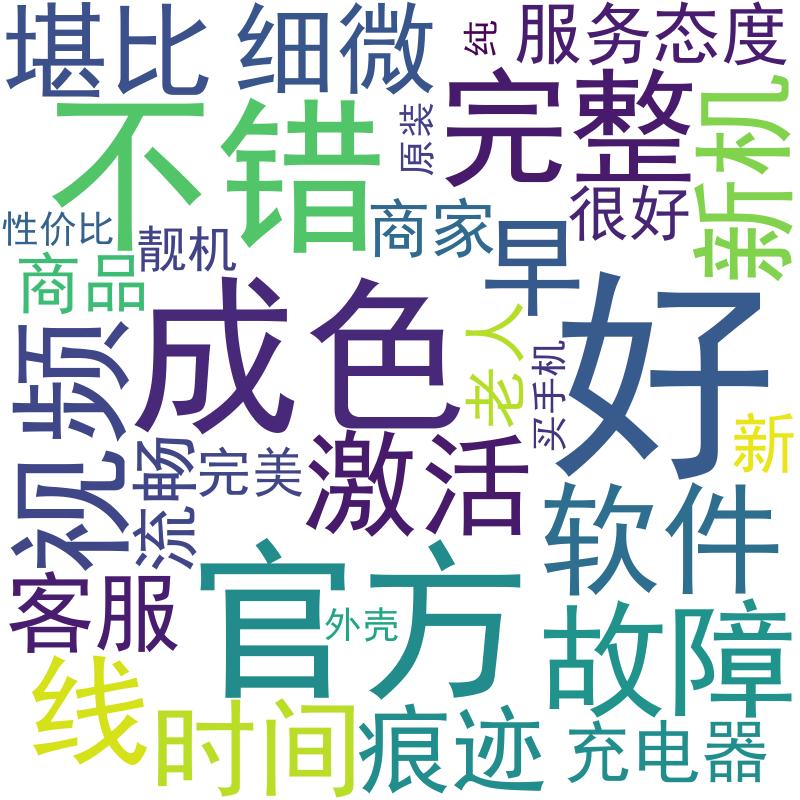 堪比
细微
纯
服务态度
不错
原装
完整
新机
性价比
靓机
商家
很好
商品
早
成色
好
老人
买手机
视频
新
流畅
完美
激活
软件
官方
客服
外壳
故障
线
时间
痕迹
充电器